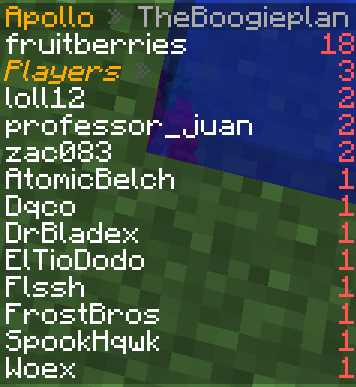 Apollo » TheBoogieplan
fruitberries 18
Players » 3
loll12 2
professor_juan 2
zac083 2
AtomicBelch 1
Dqco 1
DrBladex 1
ElTioDodo 1
Flssh 1
FrostBros 1
SpookHqwk 1
Woex 1